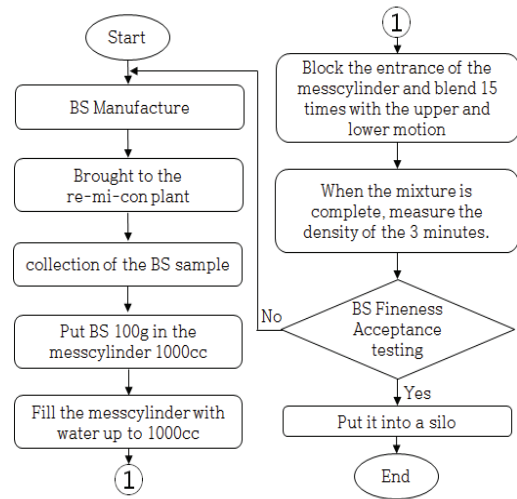 Start
BS Manufacture
Brought to the
re-mi-con plant
collection of the BS sample
Put BS 100g in the
messcylinder 1000cc
Fill the messcylinder with
water up to 1000cc
1
1
Block the entrance of the
messcylinder and blend 15
times with the upper and
lower motion
When the mixture is
complete, measure the
density of the 3 minutes.
BS Fineness
Acceptance
testing
No
Yes
Put it into a silo
End